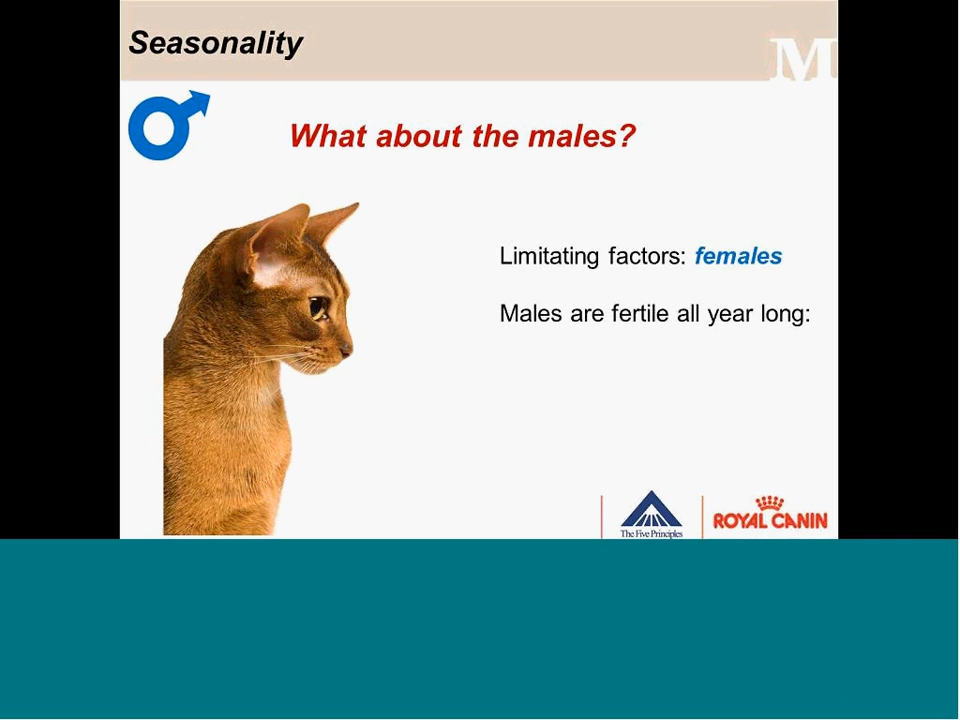 Seasonality
M
What about the males?
Limitating factors: females
Males are fertile all year long:
The Five Principles
ROYAL CANIN